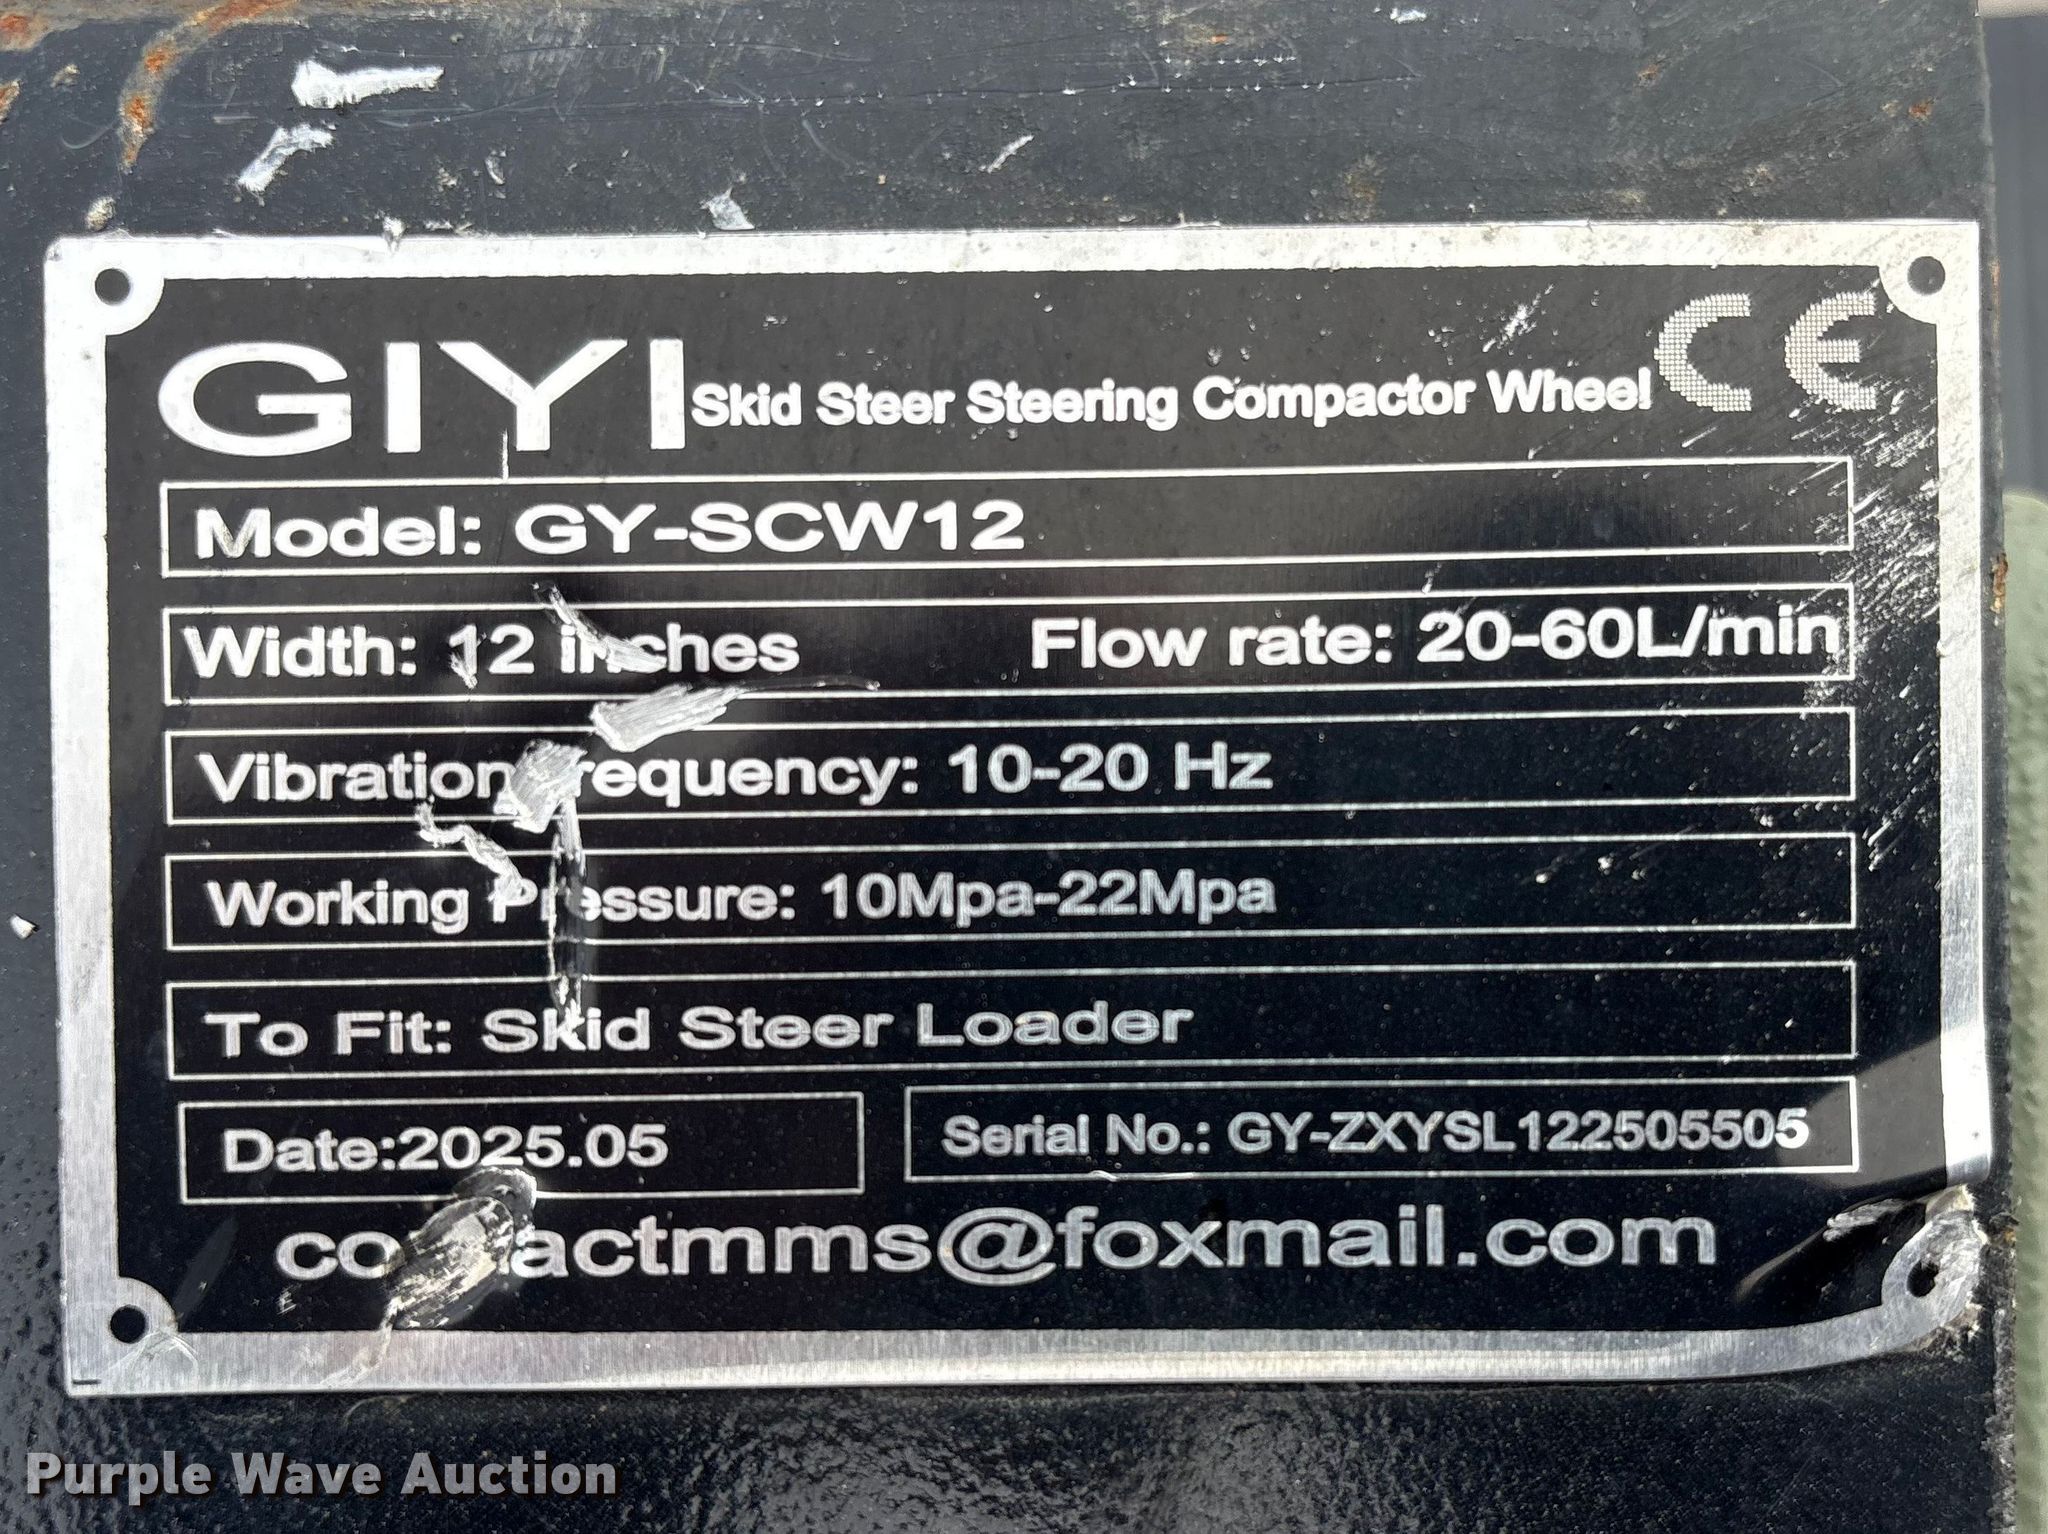 GIYI Skid Steer Steering Compactor Wheel CE
Model: GY-SCW12
Width: 12 inches Flow rate: 20-60L/min
Vibration Frequency: 10-20 Hz
Working Pressure: 10Mpa-22Mpa
To Fit: Skid Steer Loader
Date:2025.05 Serial No.: GY-ZXYSL122505505
contactmms@foxmail.com
Purple Wave Auction